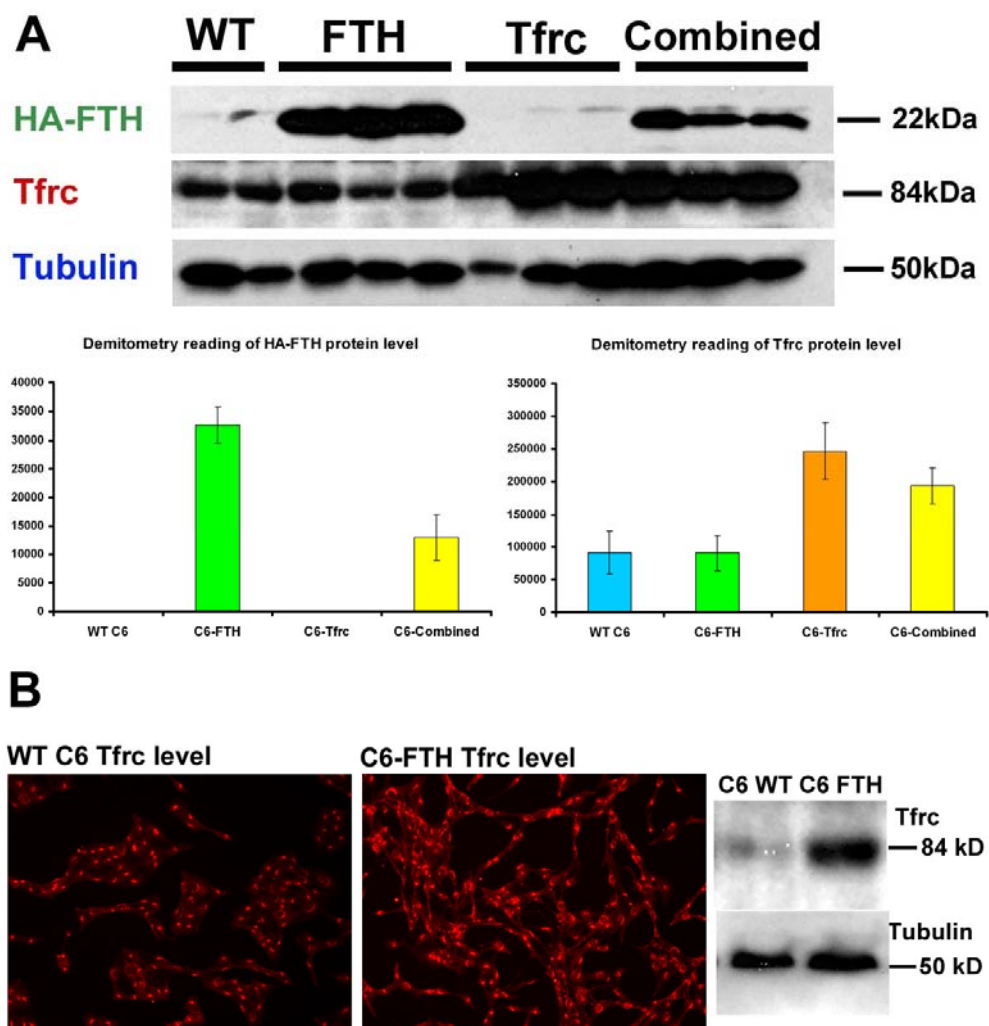 A
WT FTH Tfrc Combined
HA-FTH
22kDa
Tfrc
84kDa
Tubulin
50kDa
Demitometry reading of HA-FTH protein level
40000
35000
30000
25000
20000
15000
10000
5000
0
WT C6 C6-FTH C6-Tfrc C6-Combined
Demitometry reading of Tfrc protein level
350000
300000
250000
200000
150000
100000
50000
0
WT C6 C6-FTH C6-Tfrc C6-Combined
B
WT C6 Tfrc level
C6-FTH Tfrc level
C6 WT C6 FTH
Tfrc
84 kD
Tubulin
50 kD